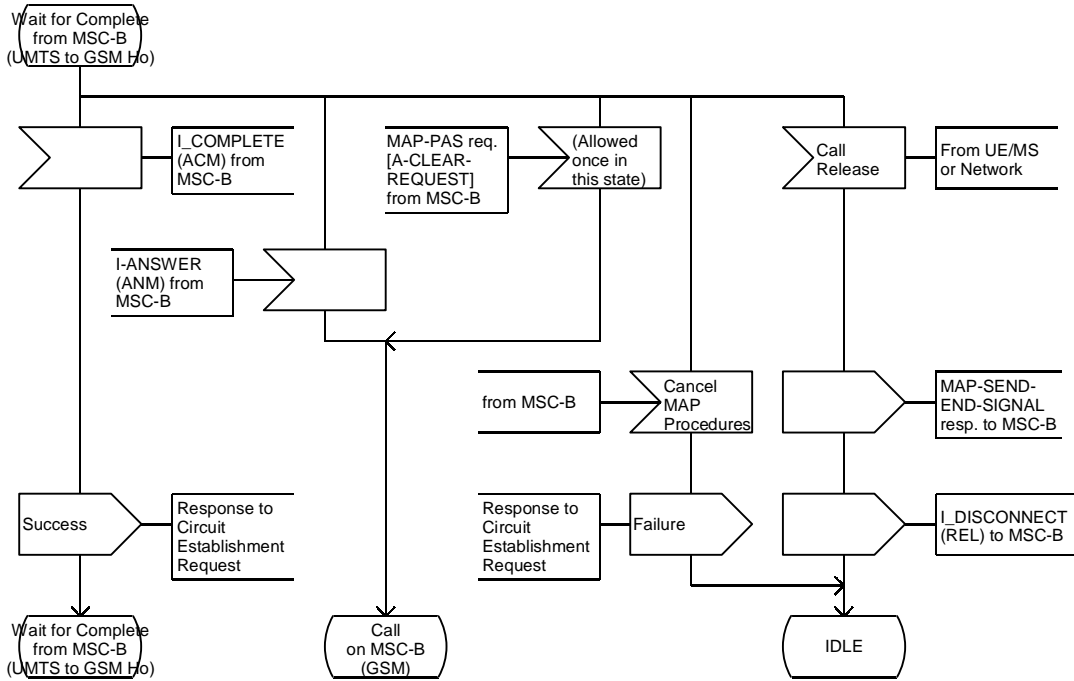 Wait for Complete
from MSC-B
(UMTS to GSM Ho)
I_COMPLETE
(ACM) from
MSC-B
MAP-PAS req.
[A-CLEAR-
REQUEST]
from MSC-B
(Allowed
once in
this state)
Call
Release
From UE/MS
or Network
I-ANSWER
(ANM) from
MSC-B
from MSC-B
Cancel
MAP
Procedures
MAP-SEND-
END-SIGNAL
resp. to MSC-B
Success
Response to
Circuit
Establishment
Request
Response to
Circuit
Establishment
Request
Failure
I_DISCONNECT
(REL) to MSC-B
Wait for Complete
from MSC-B
(UMTS to GSM Ho)
Call
on MSC-B
(GSM)
IDLE